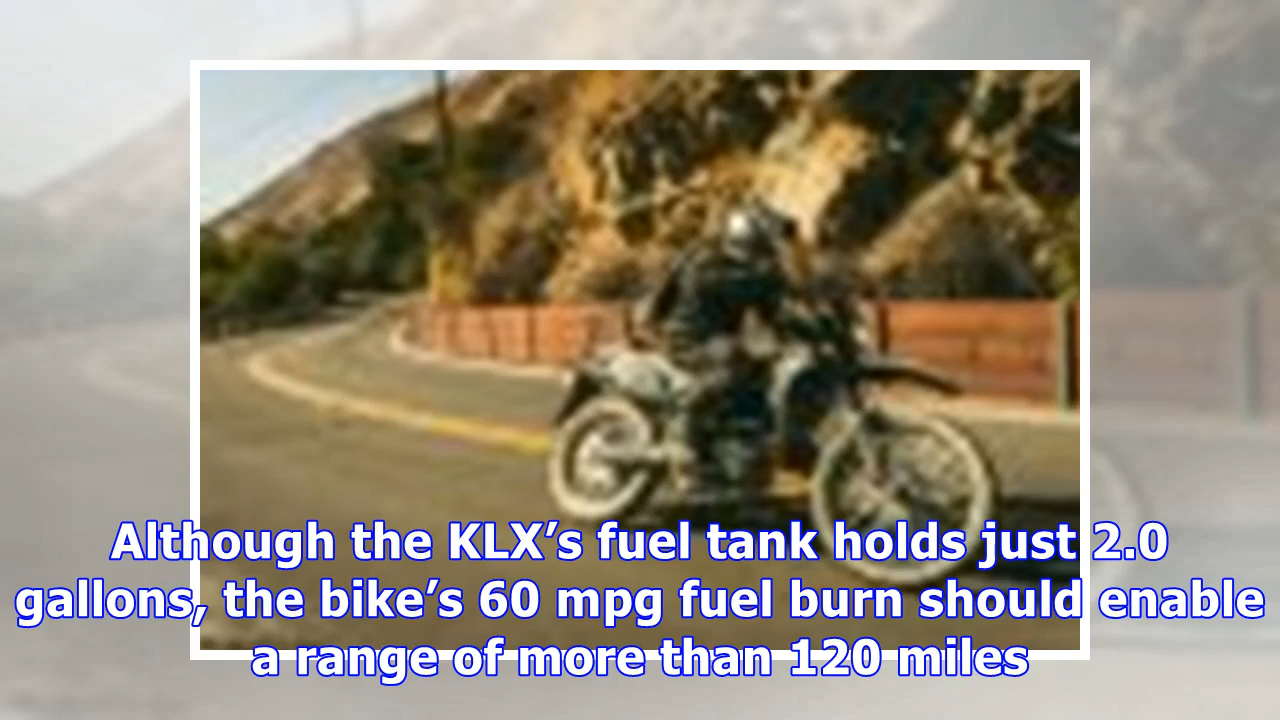 Although the KLX’s fuel tank holds just 2.0
gallons, the bike’s 60 mpg fuel burn should enable
a range of more than 120 miles